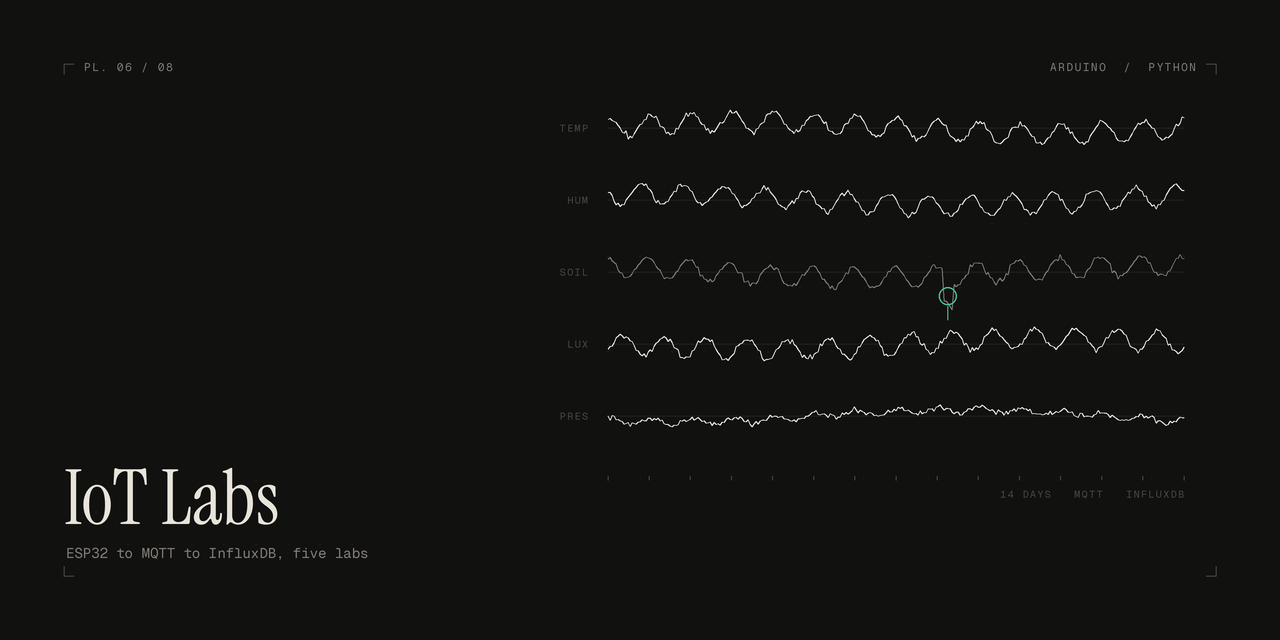 PL. 06 / 08
ARDUINO / PYTHON
TEMP
HUM
SOIL
LUX
PRES
14 DAYS MQTT INFLUXDB
IoT Labs
ESP32 to MQTT to InfluxDB, five labs